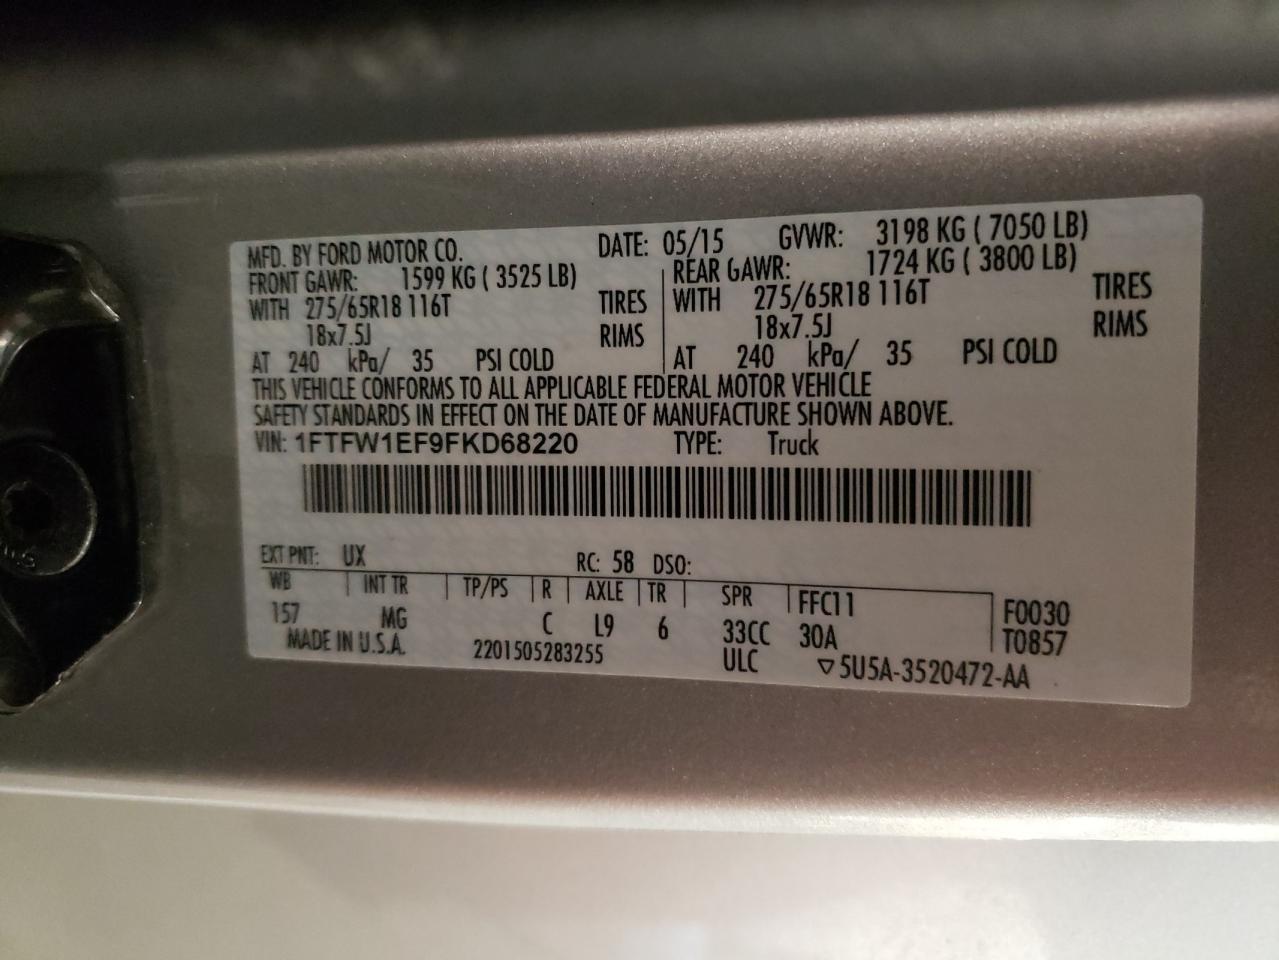 MFD. BY FORD MOTOR CO. DATE: 05/15 GVWR: 3198 KG ( 7050 LB)
FRONT GAWR: 1599 KG ( 3525 LB) REAR GAWR: 1724 KG ( 3800 LB)
WITH 275/65R18 116T TIRES WITH 275/65R18 116T TIRES
18x7.5J RIMS 18x7.5J RIMS
AT 240 kPa/ 35 PSI COLD AT 240 kPa/ 35 PSI COLD
THIS VEHICLE CONFORMS TO ALL APPLICABLE FEDERAL MOTOR VEHICLE
SAFETY STANDARDS IN EFFECT ON THE DATE OF MANUFACTURE SHOWN ABOVE.
VIN: 1FTFW1EF9FKD68220 TYPE: Truck
EXT PNT: UX RC: 58 DSO:
WB INT TR TP/PS R AXLE TR SPR FFC11 F0030
157 MG C L9 6 33CC 30A T0857
MADE IN U.S.A. 2201505283255 ULC ▽5U5A-3520472-AA